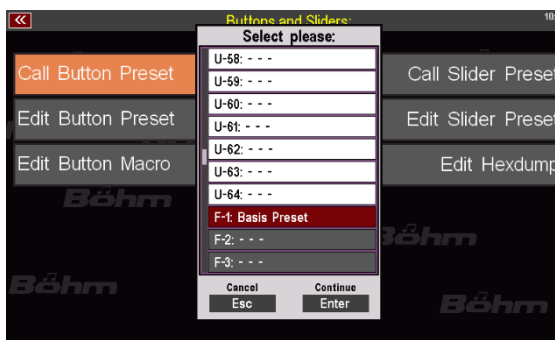 Buttons and Sliders:
10:
Select please:
U-58: - - -
U-59: - - -
U-60: - - -
U-61: - - -
U-62: - - -
U-63: - - -
U-64: - - -
F-1: Basis Preset
F-2: - - -
F-3: - - -
Cancel Continue
Esc Enter
Call Button Preset
Edit Button Preset
Edit Button Macro
Call Slider Preset
Edit Slider Preset
Edit Hexdump
Böhm
Böhm
Böhm
Böhm